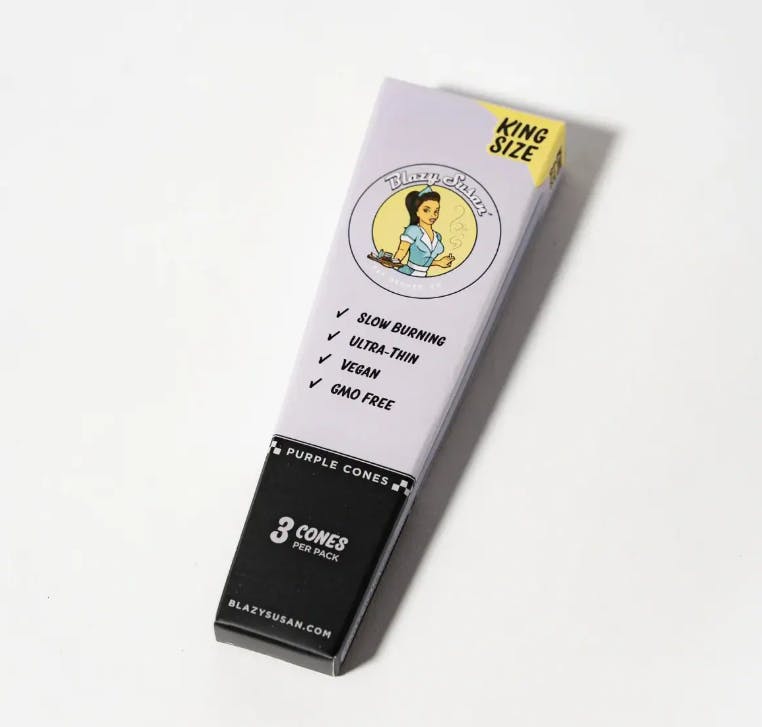 KING
SIZE
Blazy Susan
✓ SLOW BURNING
✓ ULTRA-THIN
✓ VEGAN
✓ GMO FREE
PURPLE CONES
3 CONES
PER PACK
BLAZYSUSAN.COM